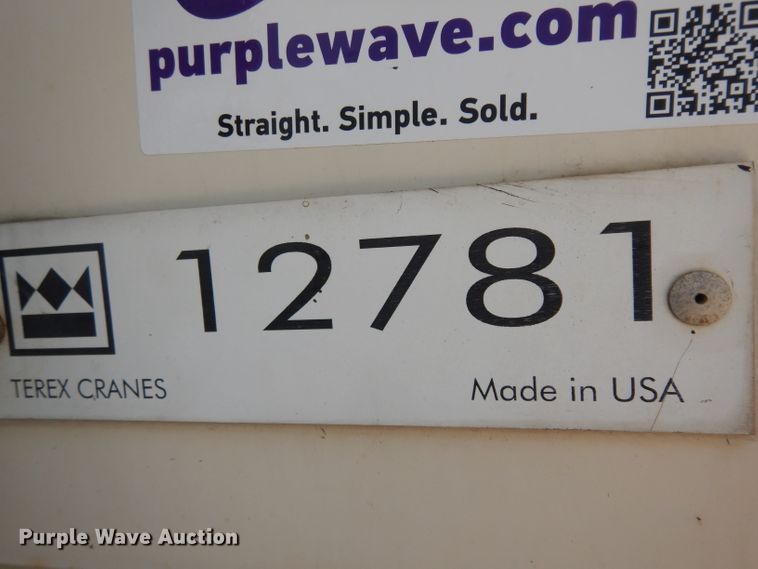 purplewave.com
Straight. Simple. Sold.
12781
TEREX CRANES
Made in USA
Purple Wave Auction